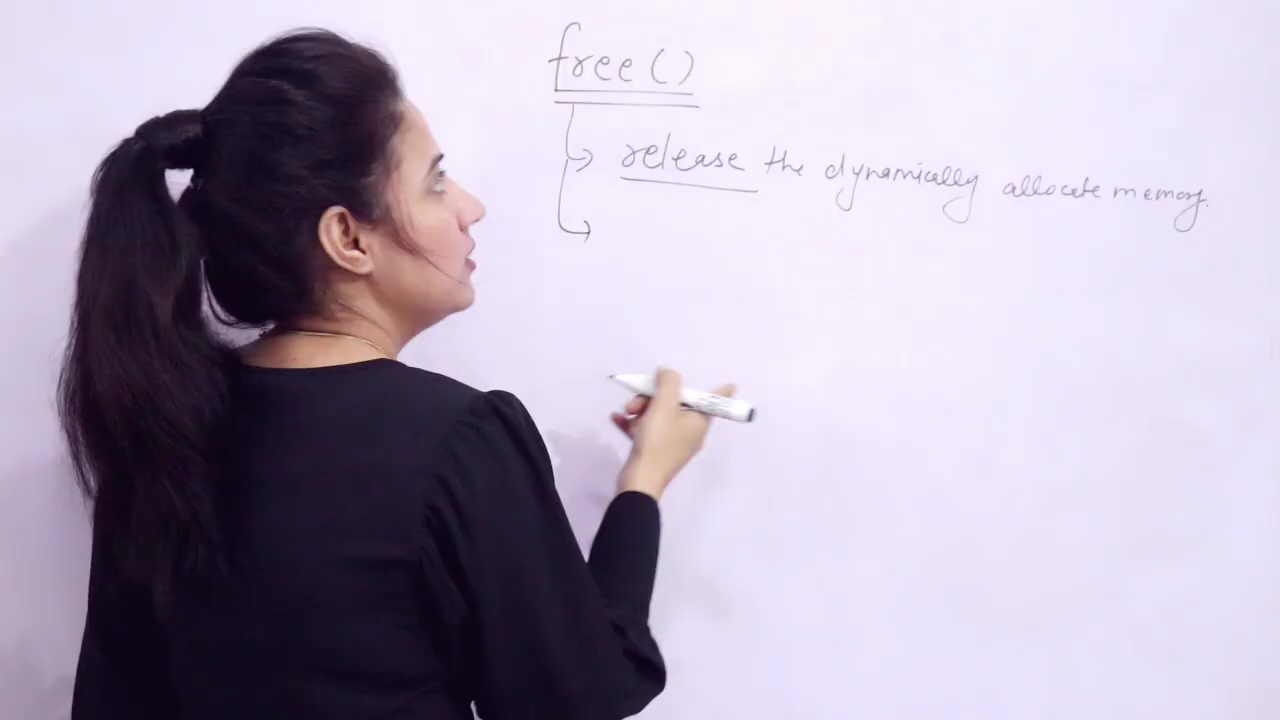 free ()
release the dynamically allocate memory.